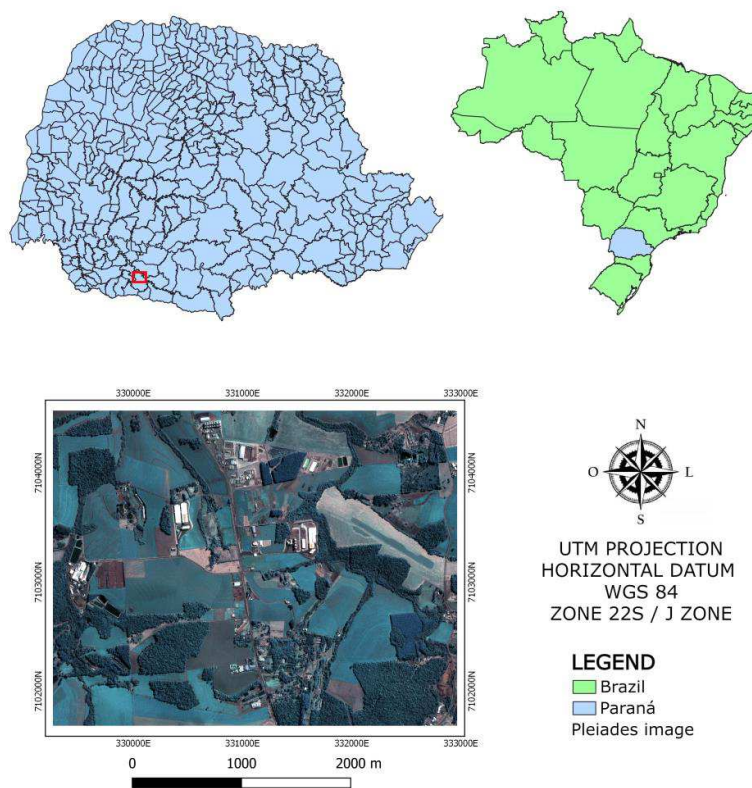 330000E 331000E 332000E 333000E
7104000N 7104000N
7103000N 7103000N
7102000N 7102000N
330000E 331000E 332000E 333000E
0 1000 2000 m
N
O L
S
UTM PROJECTION
HORIZONTAL DATUM
WGS 84
ZONE 22S / J ZONE
LEGEND
Brazil
Paraná
Pleiades image